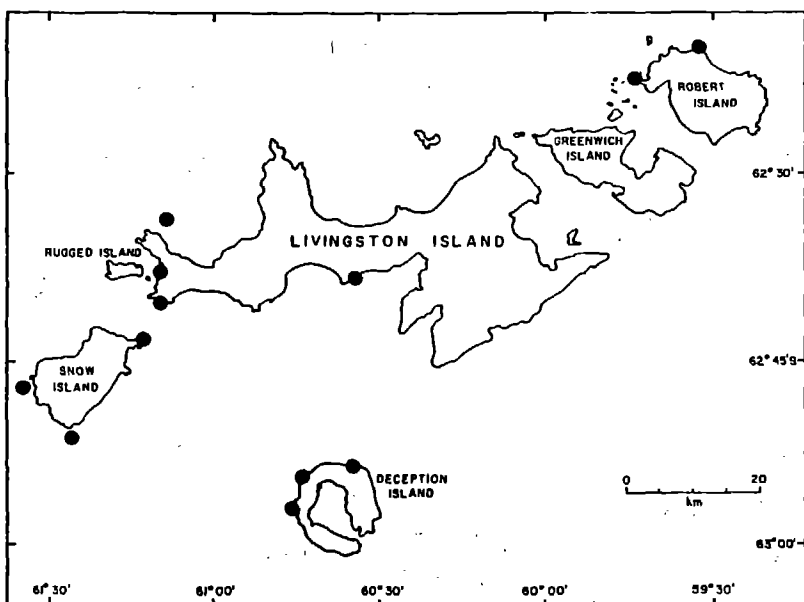 ROBERT
ISLAND
GREENWICH
ISLAND
62°30'
LIVINGSTON ISLAND
RUGGED ISLAND
62°45'S
SNOW
ISLAND
DECEPTION
ISLAND
0 20
km
63°00'
61°30' 61°00' 60°30' 60°00' 59°30'